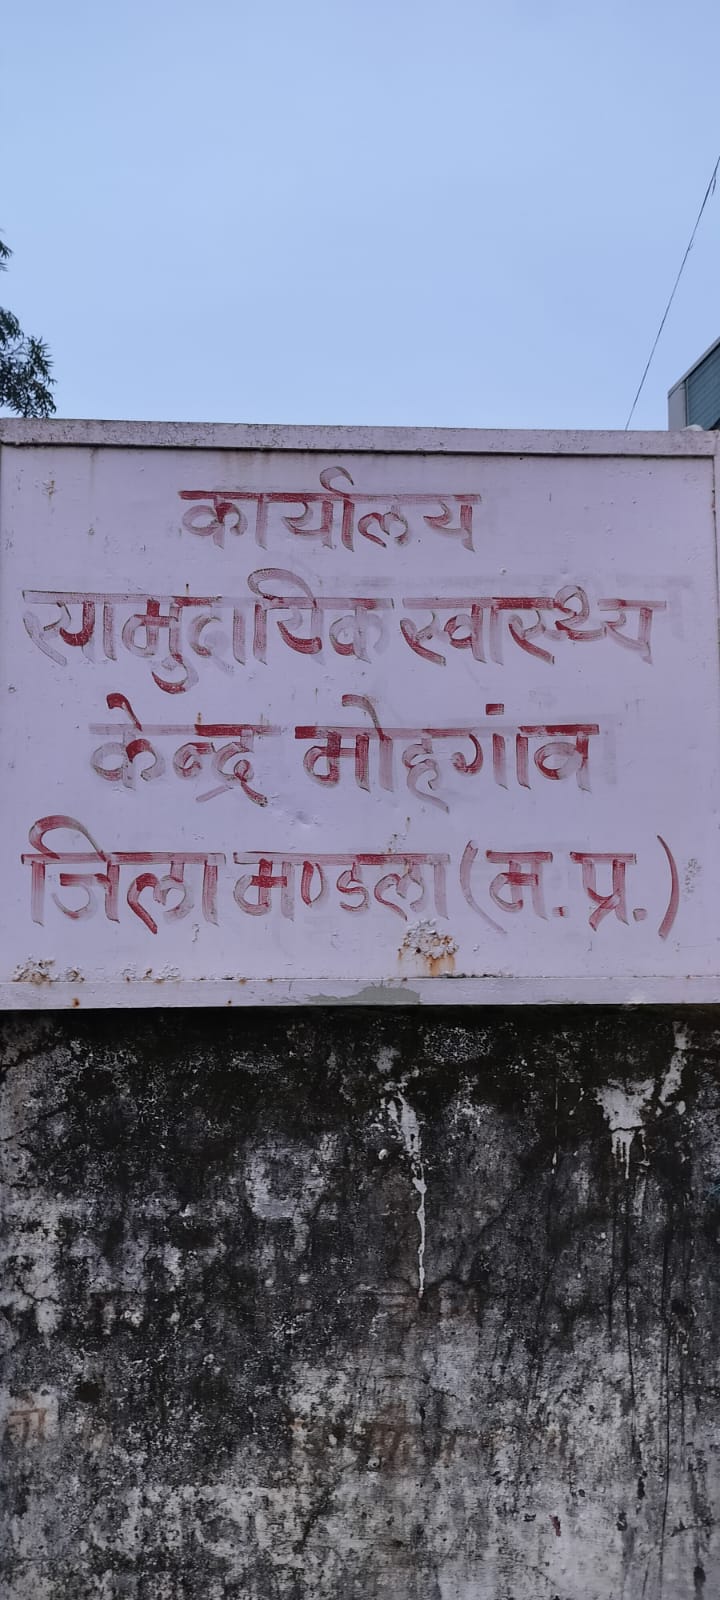 कार्यालय
सामुदायिक स्वास्थ्य
केन्द्र मोहगांव
जिला मण्डला (म. प्र.)